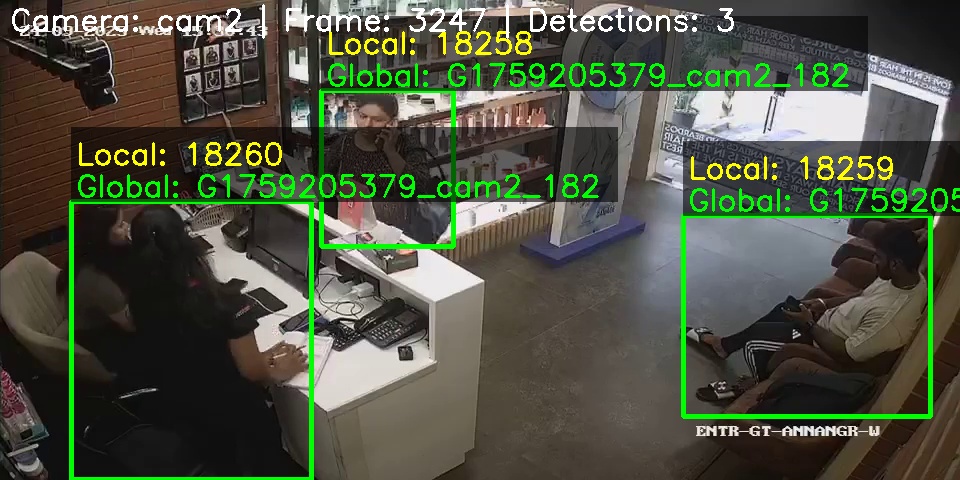 Camera: cam2 | Frame: 3247 | Detections: 3
Local: 18258
Global: G1759205379_cam2_182
Local: 18260
Global: G1759205379_cam2_182
Local: 18259
Global: G1759205
ENTR-GT-ANNANGR-W